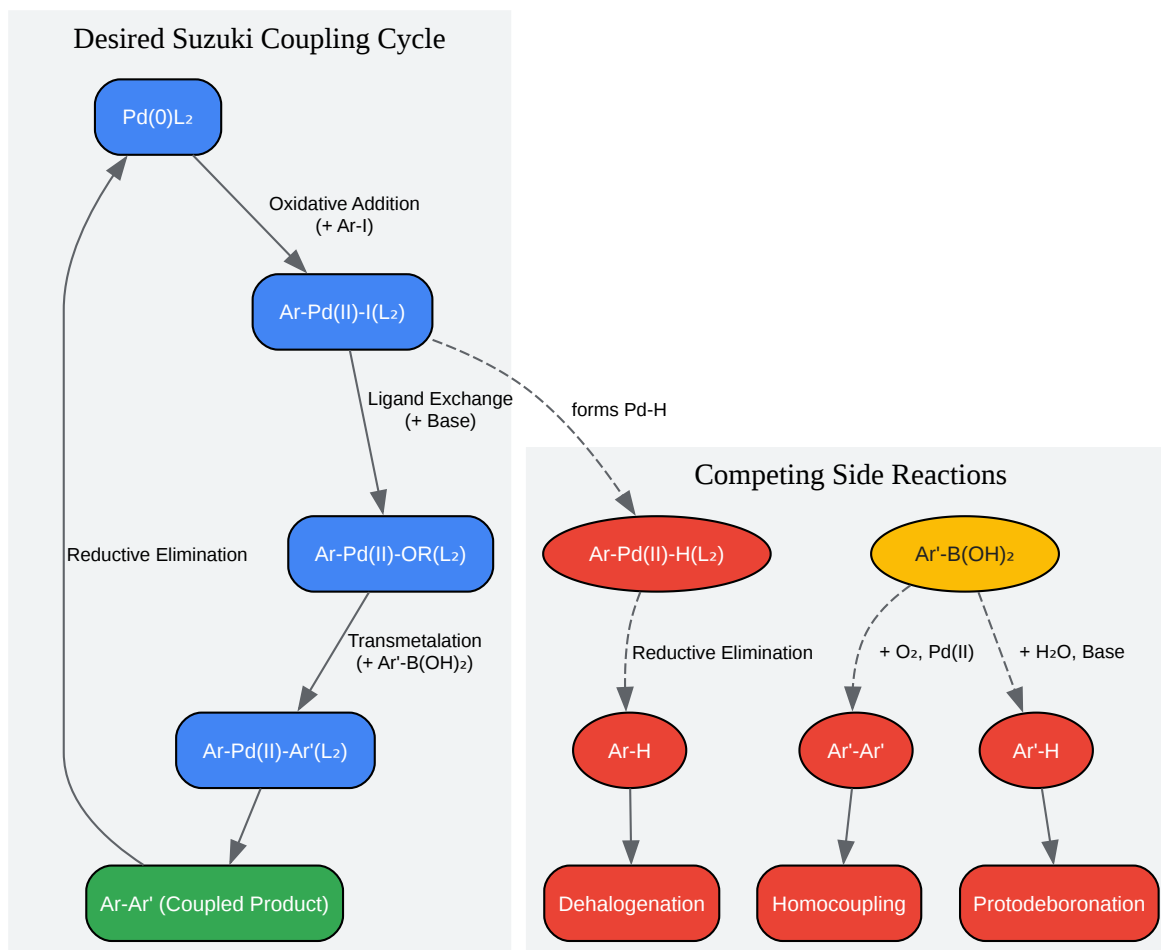 Desired Suzuki Coupling Cycle
Pd(0)L₂
Oxidative Addition
(+ Ar-I)
Ar-Pd(II)-I(L₂)
Ligand Exchange
(+ Base)
forms Pd-H
Competing Side Reactions
Ar-Pd(II)-OR(L₂)
Ar-Pd(II)-H(L₂)
Ar'-B(OH)₂
Reductive Elimination
Transmetalation
(+ Ar'-B(OH)₂)
Reductive Elimination
+ O₂, Pd(II)
+ H₂O, Base
Ar-Pd(II)-Ar'(L₂)
Ar-H
Ar'-Ar'
Ar'-H
Ar-Ar' (Coupled Product)
Dehalogenation
Homocoupling
Protodeboronation